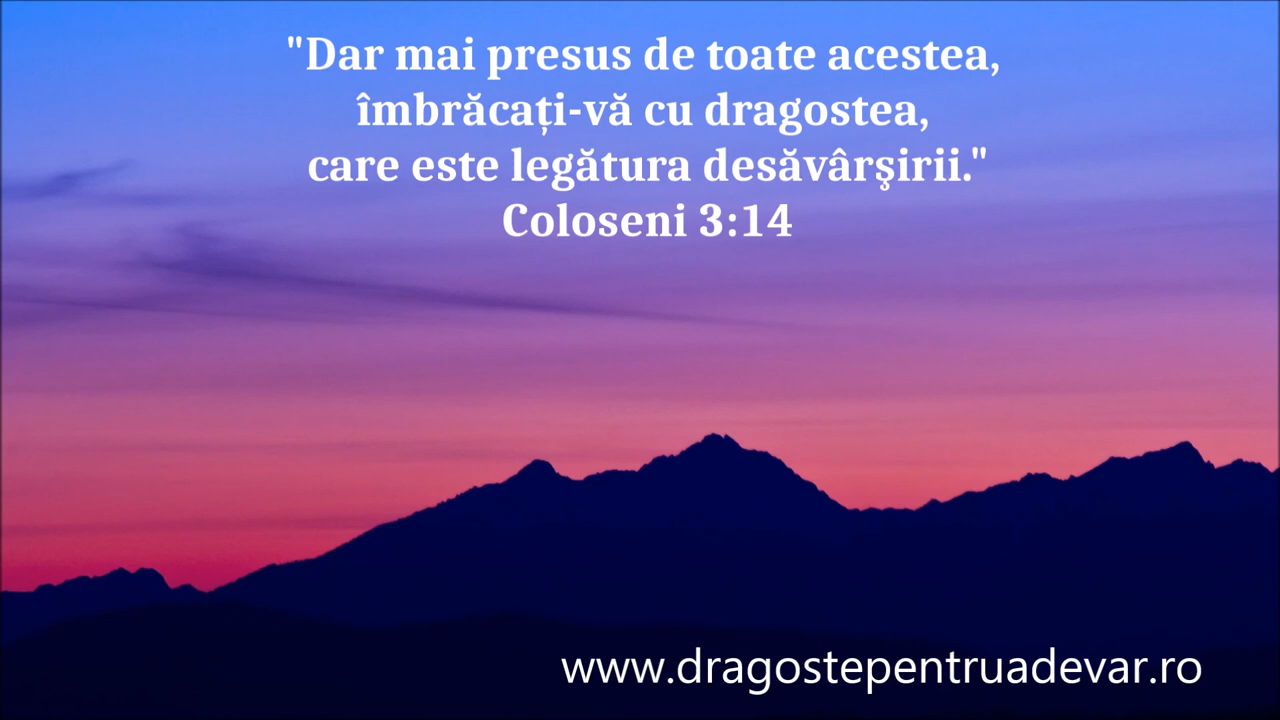 "Dar mai presus de toate acestea,
îmbrăcați-vă cu dragostea,
care este legătura desăvârşirii."
Coloseni 3:14
www.dragostepentruadevar.ro